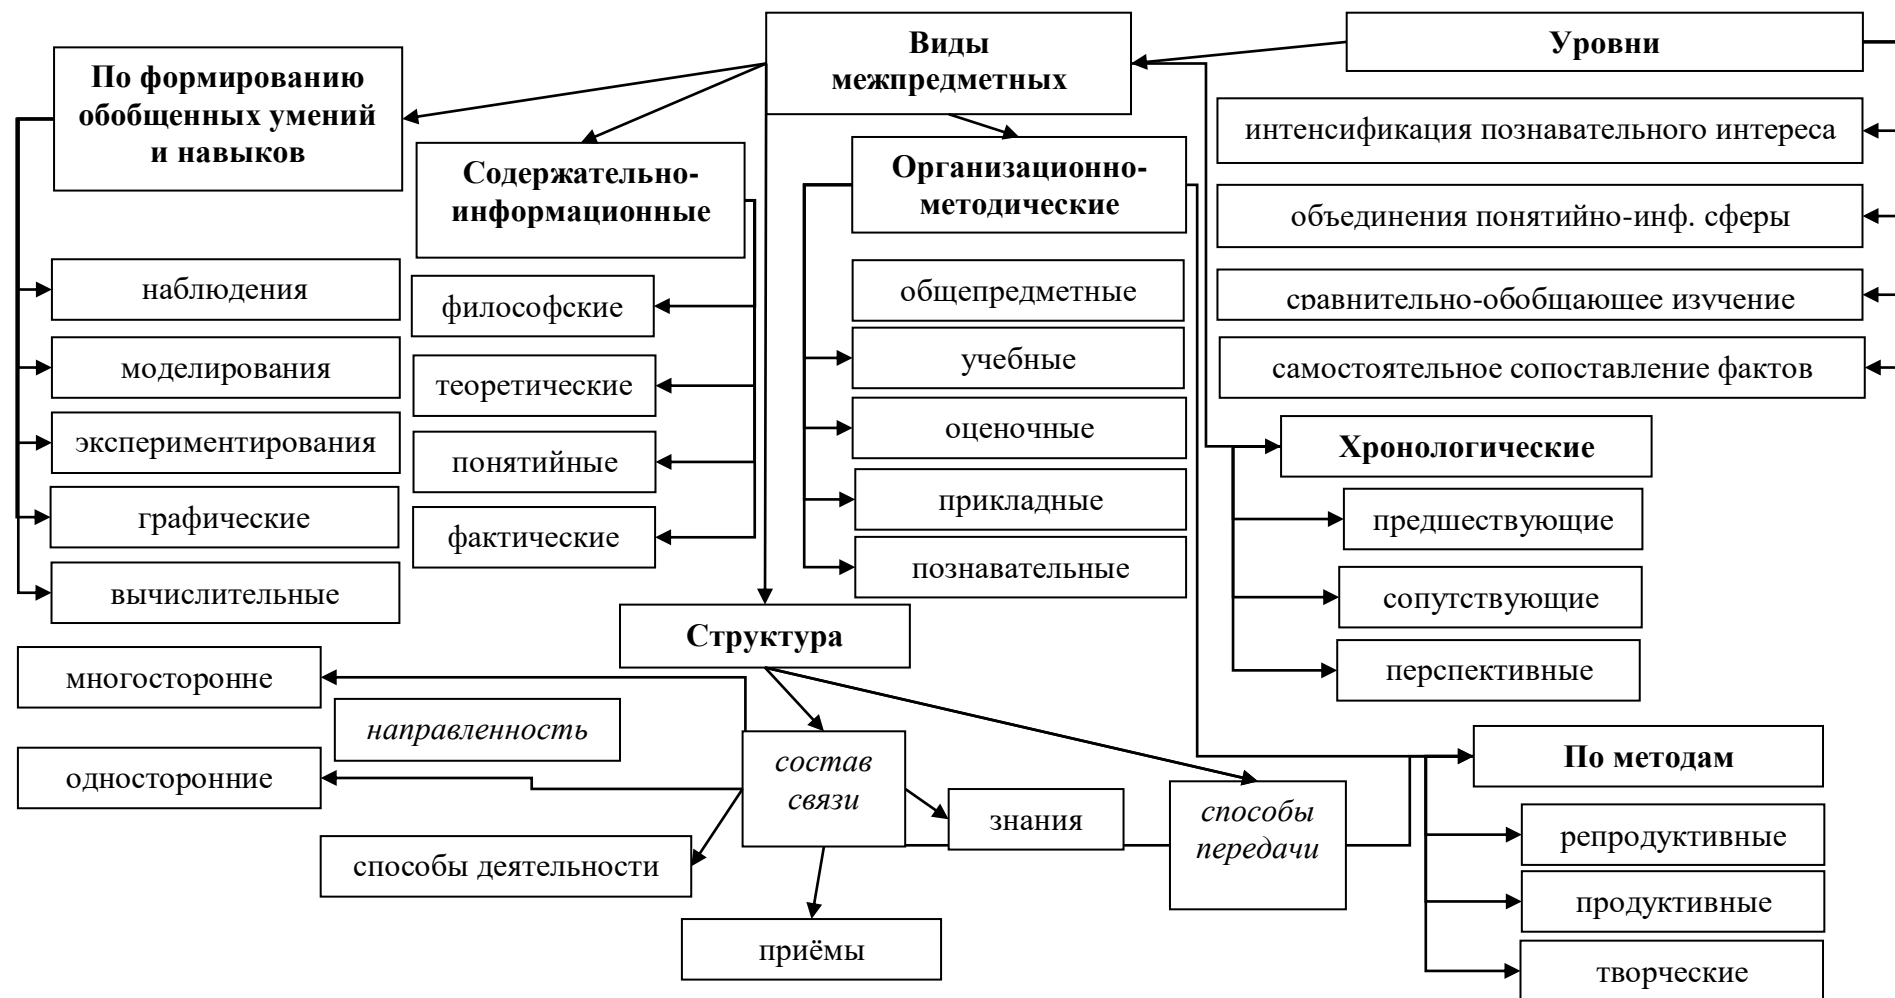 Виды
межпредметных
Уровни
По формированию
обобщенных умений
и навыков
Содержательно-
информационные
Организационно-
методические
интенсификация познавательного интереса
объединения понятийно-инф. сферы
сравнительно-обобщающее изучение
самостоятельное сопоставление фактов
наблюдения
моделирования
экспериментирования
графические
вычислительные
философские
теоретические
понятийные
фактические
общепредметные
учебные
оценочные
прикладные
познавательные
Хронологические
предшествующие
сопутствующие
перспективные
Структура
многосторонне
направленность
односторонние
состав
связи
способы деятельности
знания
приёмы
способы
передачи
По методам
репродуктивные
продуктивные
творческие